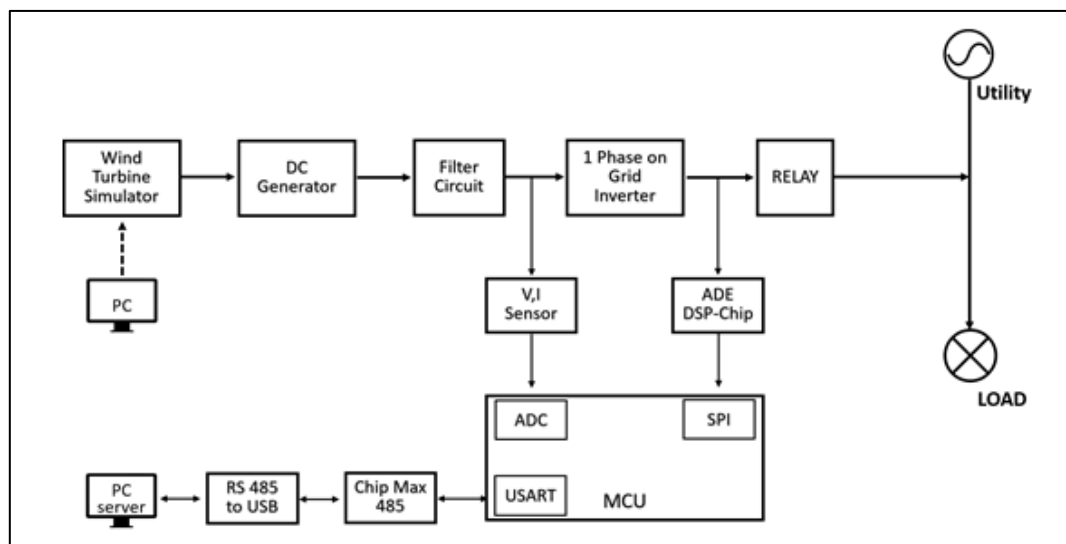 Utility
Wind
Turbine
Simulator
DC
Generator
Filter
Circuit
1 Phase on
Grid
Inverter
RELAY
PC
V,I
Sensor
ADE
DSP-Chip
LOAD
ADC
SPI
PC
server
RS 485
to USB
Chip Max
485
USART
MCU